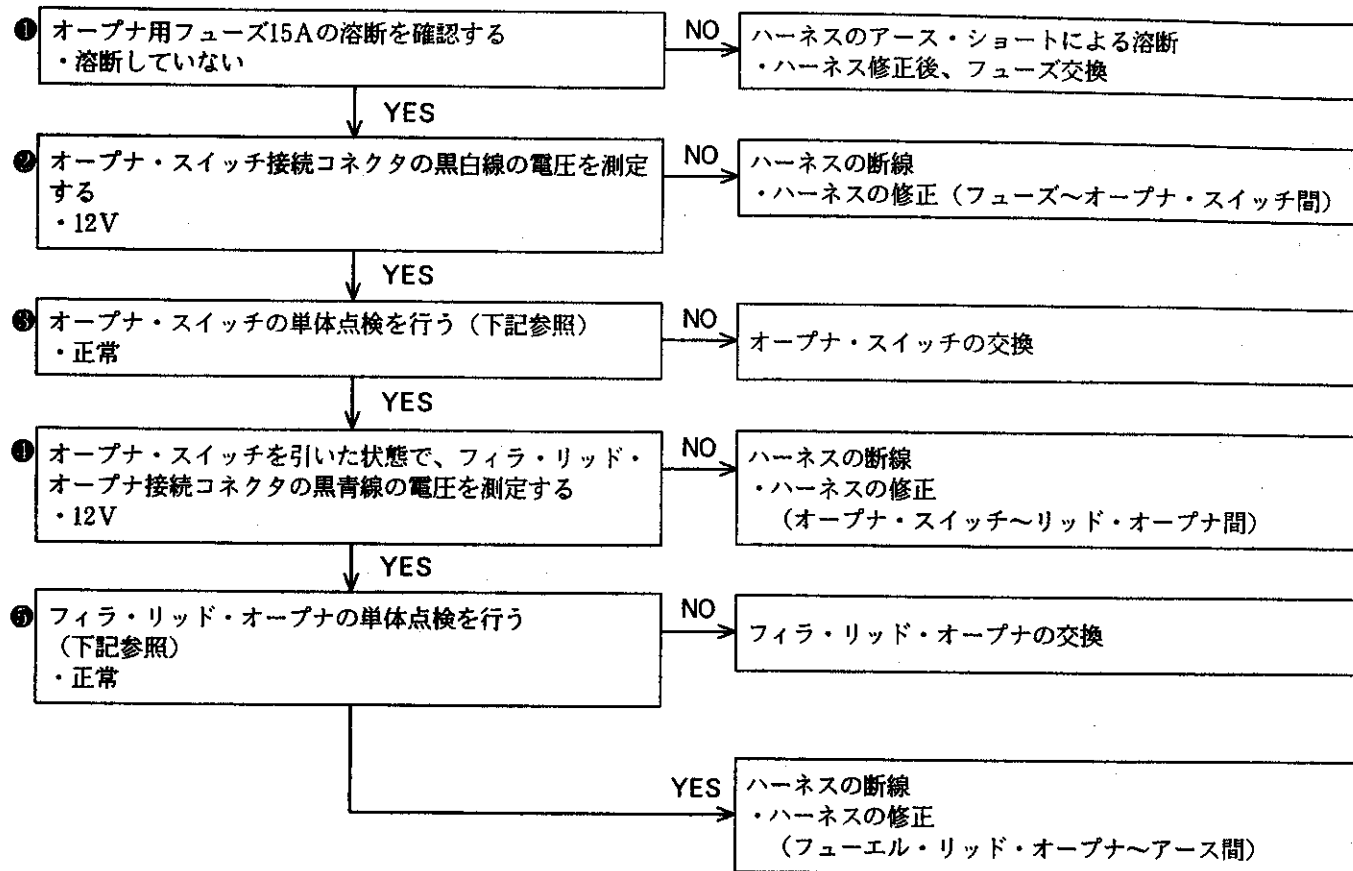 ❶オープナ用フューズ15Aの溶断を確認する
・溶断していない
NO
ハーネスのアース・ショートによる溶断
・ハーネス修正後、フューズ交換
YES
❷オープナ・スイッチ接続コネクタの黒白線の電圧を測定
する
・12V
NO
ハーネスの断線
・ハーネスの修正（フューズ～オープナ・スイッチ間）
YES
❸オープナ・スイッチの単体点検を行う（下記参照）
・正常
NO
オープナ・スイッチの交換
YES
❹オープナ・スイッチを引いた状態で、フィラ・リッド・
オープナ接続コネクタの黒青線の電圧を測定する
・12V
NO
ハーネスの断線
・ハーネスの修正
（オープナ・スイッチ～リッド・オープナ間）
YES
❺フィラ・リッド・オープナの単体点検を行う
（下記参照）
・正常
NO
フィラ・リッド・オープナの交換
YES
ハーネスの断線
・ハーネスの修正
（フューエル・リッド・オープナ～アース間）